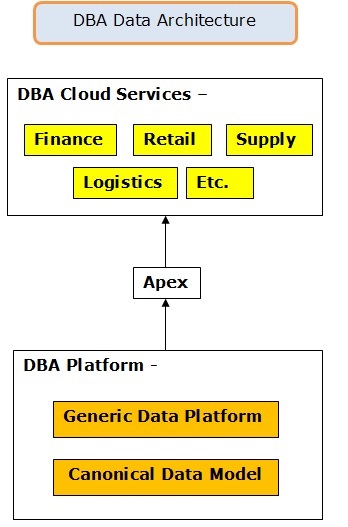 DBA Data Architecture
DBA Cloud Services –
Finance Retail Supply
Logistics Etc.
Apex
DBA Platform -
Generic Data Platform
Canonical Data Model